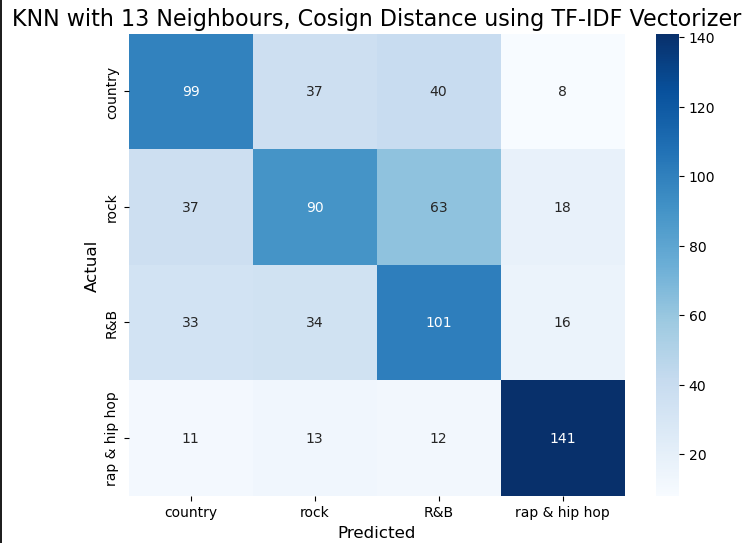 KNN with 13 Neighbours, Cosign Distance using TF-IDF Vectorizer
Actual
country
99 37 40 8
rock
37 90 63 18
R&B
33 34 101 16
rap & hip hop
11 13 12 141
country rock R&B rap & hip hop
Predicted
140
120
100
80
60
40
20